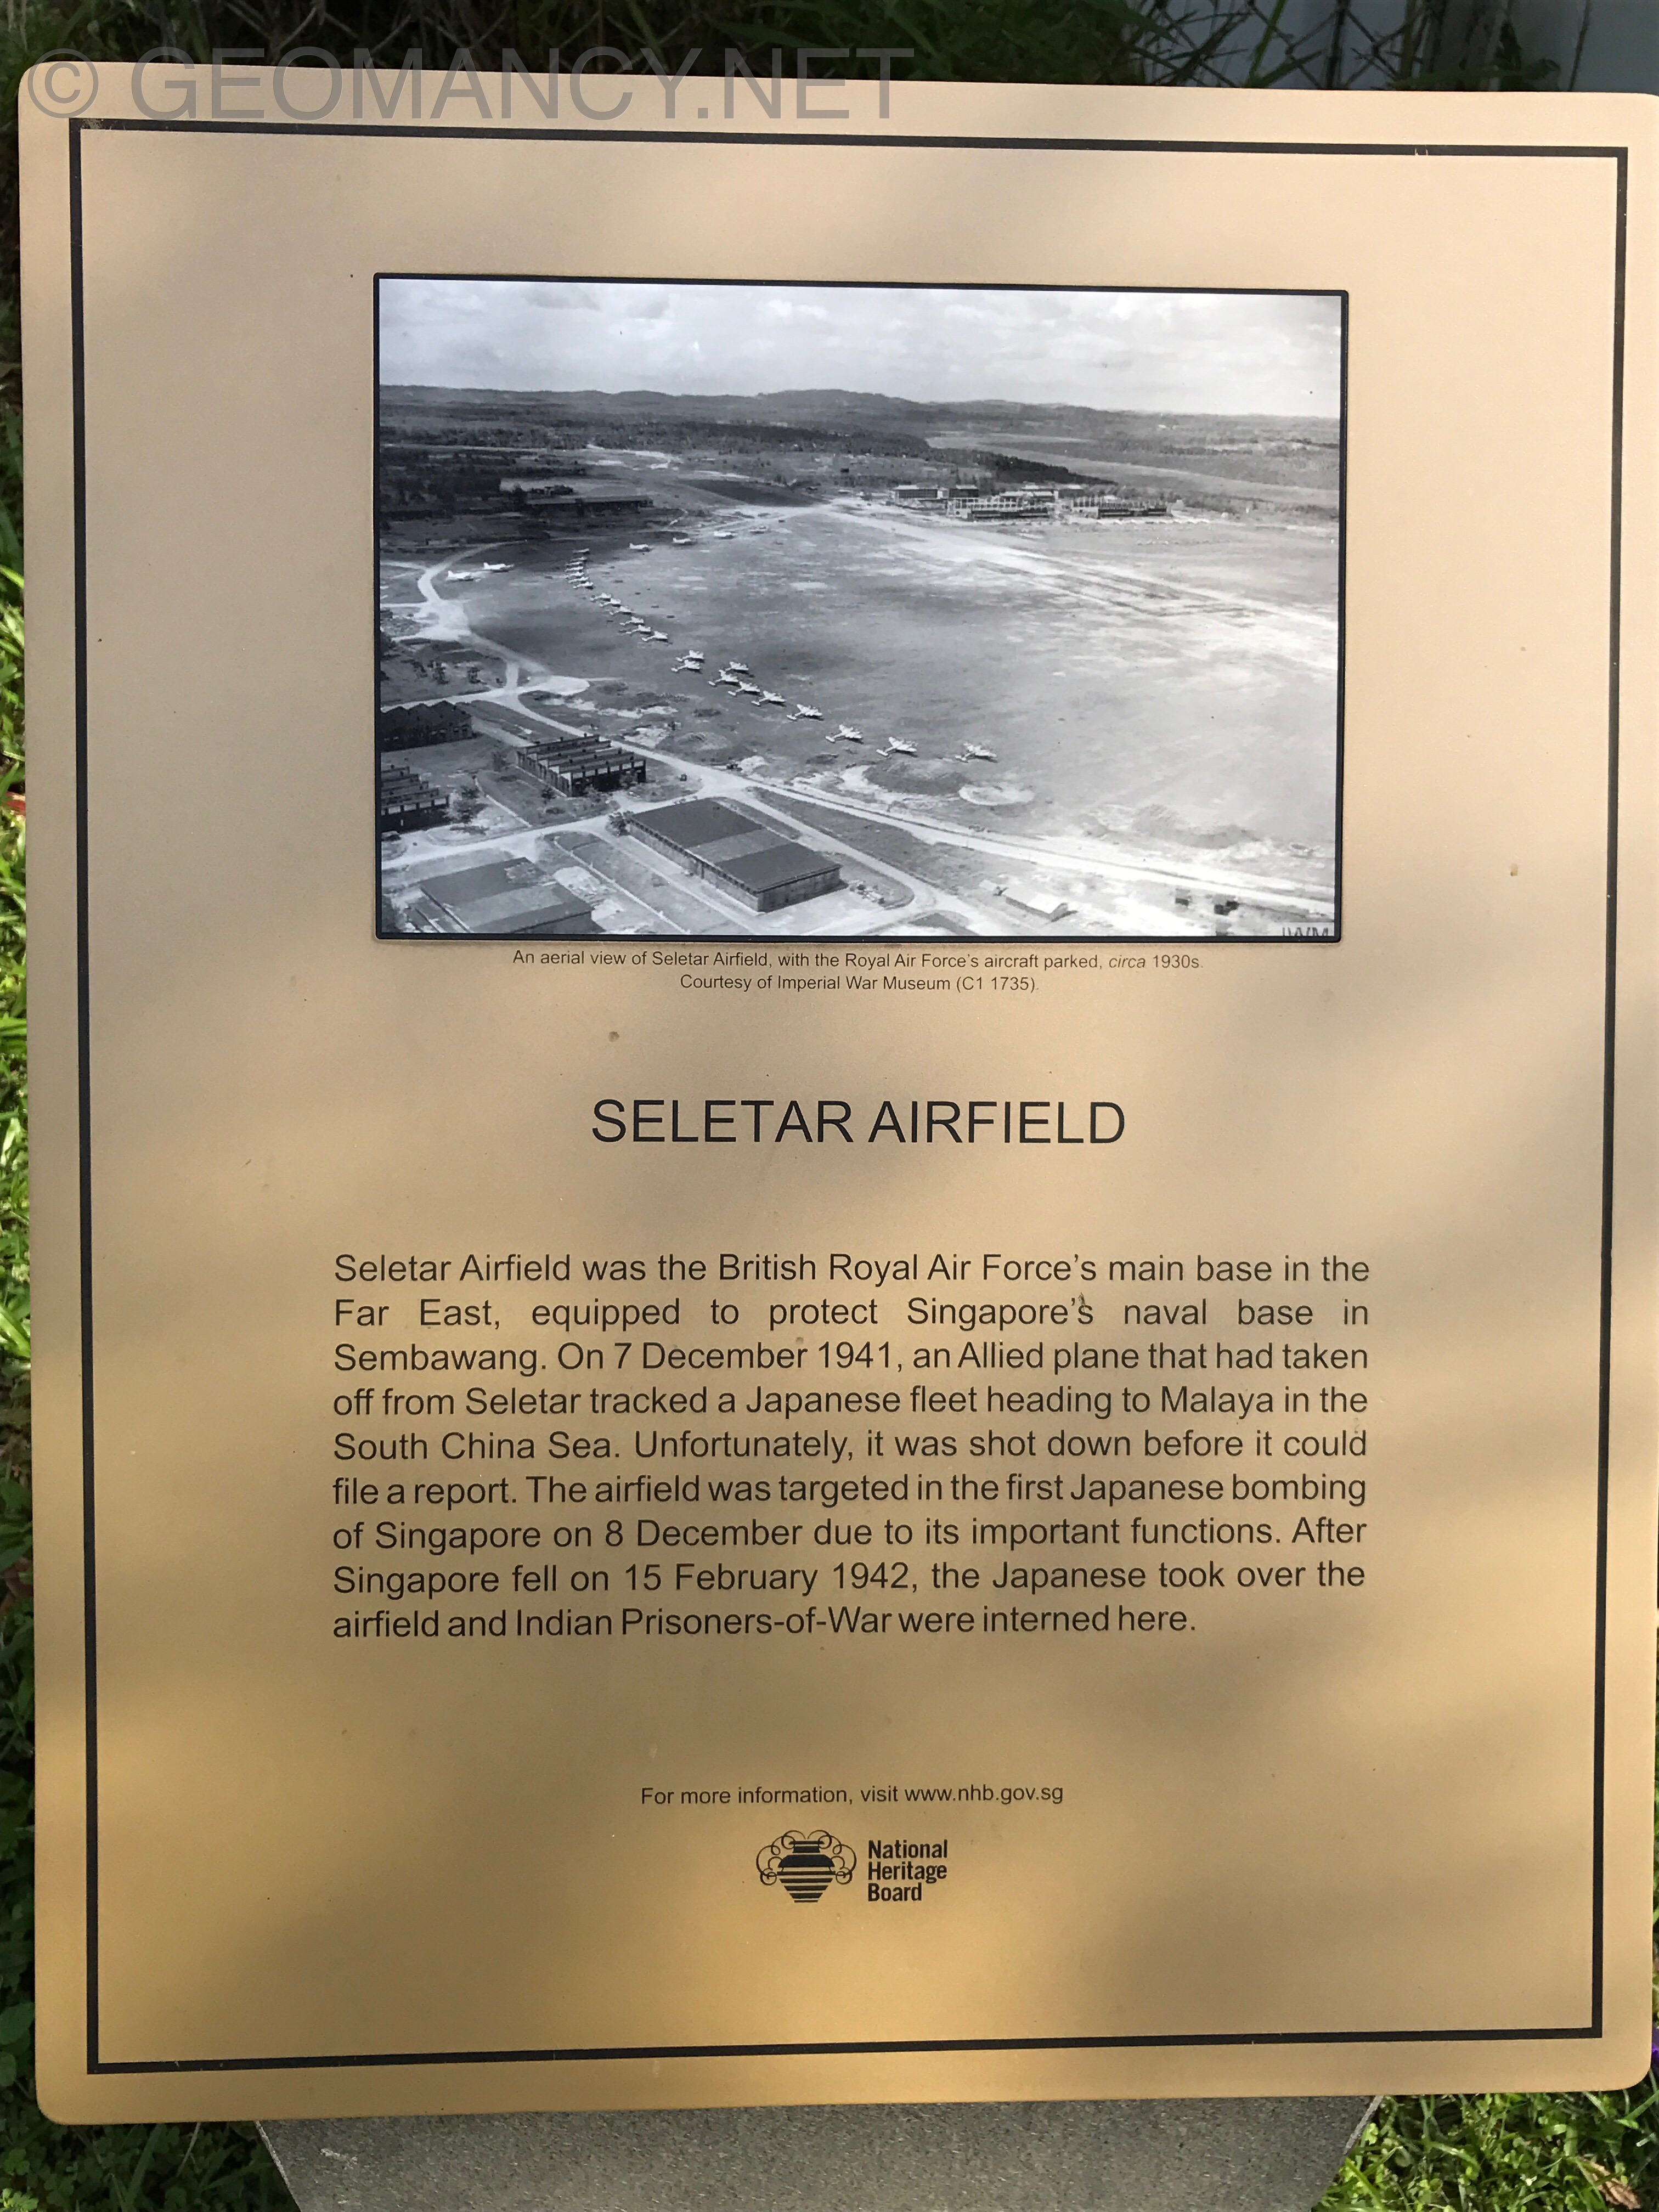 © GEOMANCY.NET
IWM
An aerial view of Seletar Airfield, with the Royal Air Force's aircraft parked, circa 1930s.
Courtesy of Imperial War Museum (C1 1735).
SELETAR AIRFIELD
Seletar Airfield was the British Royal Air Force's main base in the
Far East, equipped to protect Singapore's naval base in
Sembawang. On 7 December 1941, an Allied plane that had taken
off from Seletar tracked a Japanese fleet heading to Malaya in the
South China Sea. Unfortunately, it was shot down before it could
file a report. The airfield was targeted in the first Japanese bombing
of Singapore on 8 December due to its important functions. After
Singapore fell on 15 February 1942, the Japanese took over the
airfield and Indian Prisoners-of-War were interned here.
For more information, visit www.nhb.gov.sg
National
Heritage
Board